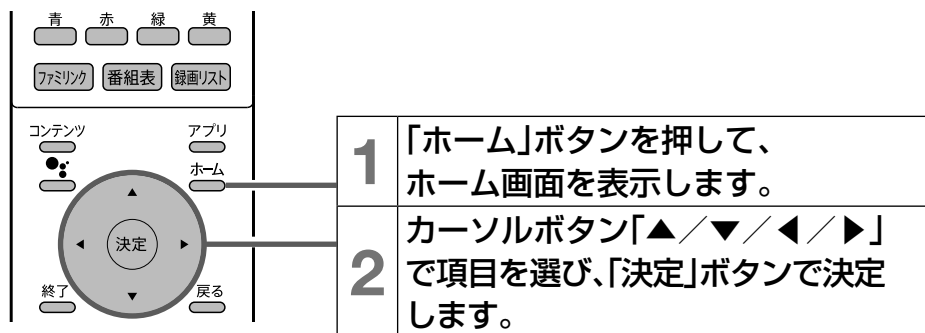 青 赤 緑 黄
ファミリンク 番組表 録画リスト
コンテンツ アプリ
ホーム
決定
終了 戻る
1 「ホーム」ボタンを押して、
ホーム画面を表示します。
2 カーソルボタン「▲／▼／◀／▶」
で項目を選び、「決定」ボタンで決定
します。